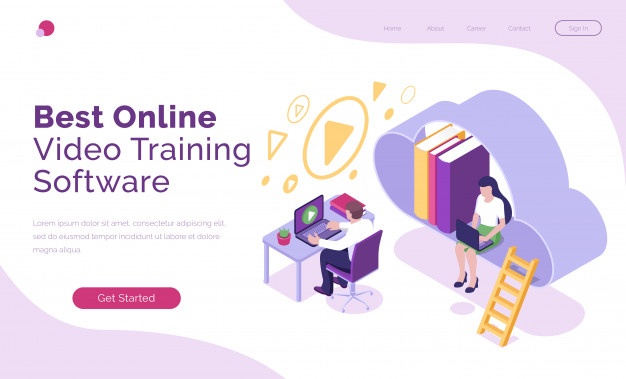 Home About Career Contact Sign In
Best Online
Video Training
Software
Lorem ipsum dolor sit amet, consectetur adipiscing elit,
sed do eiusmod tempor incididunt ut labore et dolore
magna aliqua.
Get Started